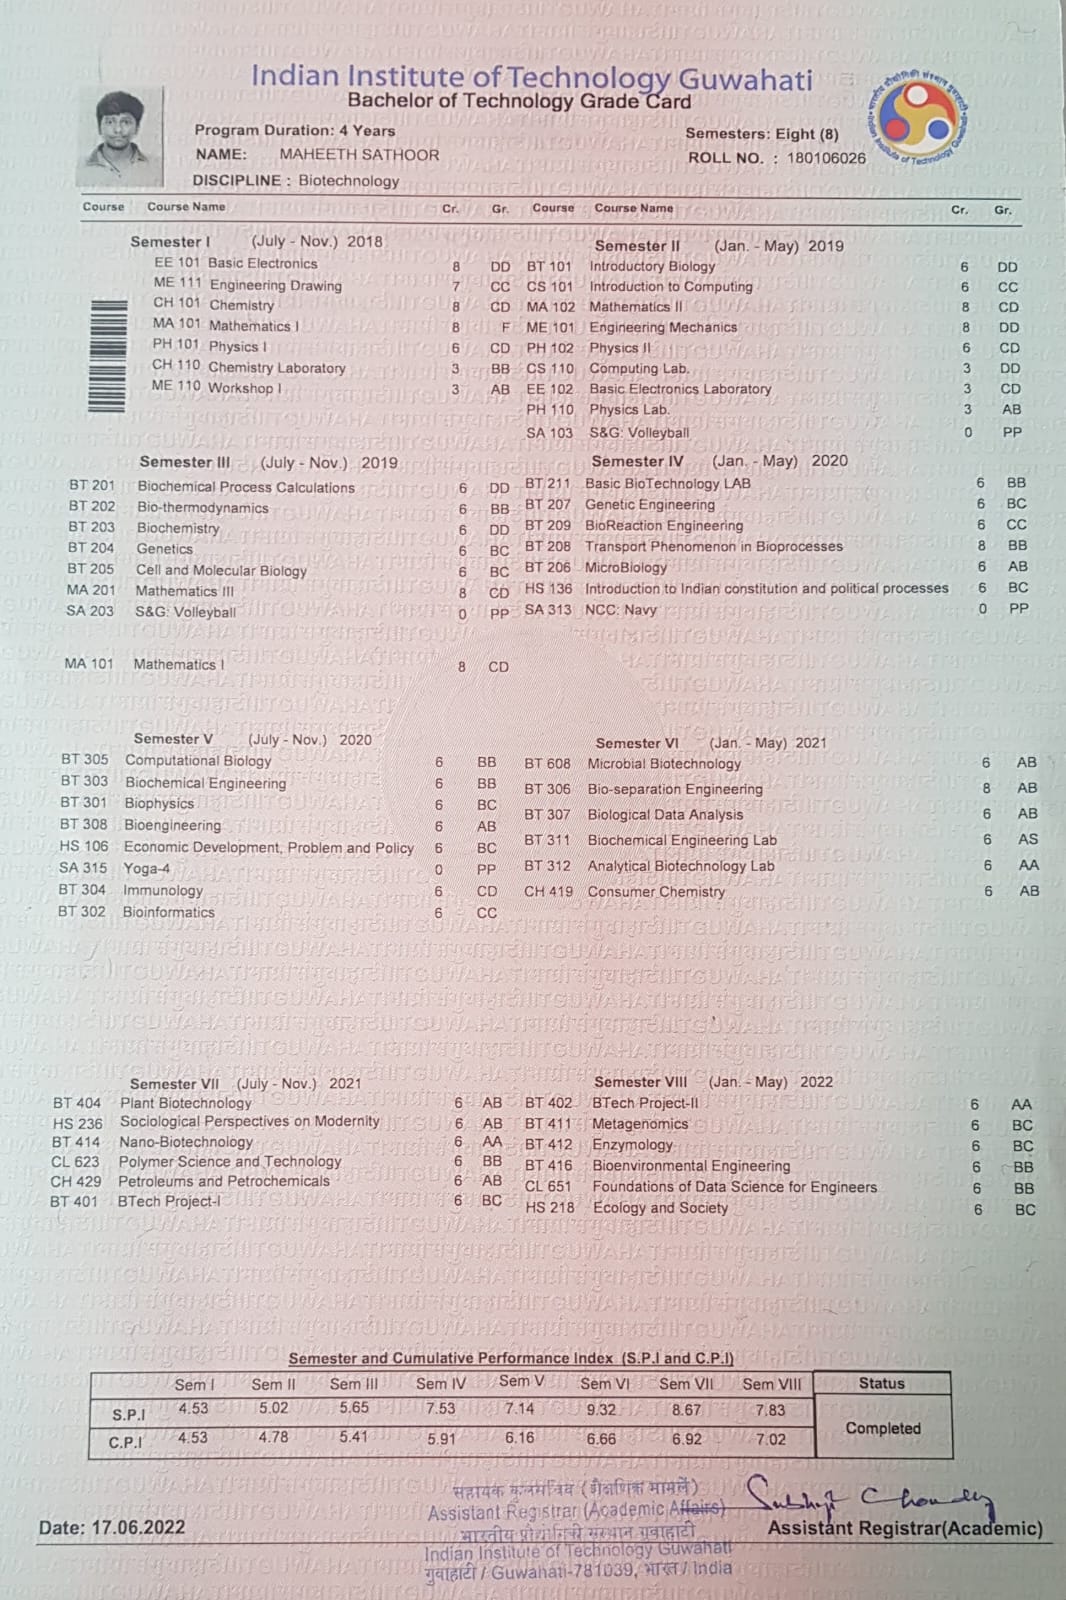 Indian Institute of Technology Guwahati
Bachelor of Technology Grade Card
Program Duration: 4 Years
Semesters: Eight (8)
NAME: MAHEETH SATHOOR
ROLL NO. : 180106026
DISCIPLINE : Biotechnology
Course Course Name Cr. Gr. Course Course Name Cr. Gr.
Semester I (July - Nov.) 2018
EE 101 Basic Electronics 8 DD
ME 111 Engineering Drawing 7 CC
CH 101 Chemistry 8 CD
MA 101 Mathematics I 8 F
PH 101 Physics I 6 CD
CH 110 Chemistry Laboratory 3 BB
ME 110 Workshop I 3 AB
Semester II (Jan. - May) 2019
BT 101 Introductory Biology 6 DD
CS 101 Introduction to Computing 6 CC
MA 102 Mathematics II 8 CD
ME 101 Engineering Mechanics 8 DD
PH 102 Physics II 6 CD
CS 110 Computing Lab. 3 DD
EE 102 Basic Electronics Laboratory 3 CD
PH 110 Physics Lab. 3 AB
SA 103 S&G: Volleyball 0 PP
Semester III (July - Nov.) 2019
BT 201 Biochemical Process Calculations 6 DD
BT 202 Bio-thermodynamics 6 BB
BT 203 Biochemistry 6 DD
BT 204 Genetics 6 BC
BT 205 Cell and Molecular Biology 6 BC
MA 201 Mathematics III 8 CD
SA 203 S&G: Volleyball 0 PP
MA 101 Mathematics I 8 CD
Semester IV (Jan. - May) 2020
BT 211 Basic BioTechnology LAB 6 BB
BT 207 Genetic Engineering 6 BC
BT 209 BioReaction Engineering 6 CC
BT 208 Transport Phenomenon in Bioprocesses 8 BB
BT 206 MicroBiology 6 AB
HS 136 Introduction to Indian constitution and political processes 6 BC
SA 313 NCC: Navy 0 PP
Semester V (July - Nov.) 2020
BT 305 Computational Biology 6 BB
BT 303 Biochemical Engineering 6 BB
BT 301 Biophysics 6 BC
BT 308 Bioengineering 6 AB
HS 106 Economic Development, Problem and Policy 6 BC
SA 315 Yoga-4 0 PP
BT 304 Immunology 6 CD
BT 302 Bioinformatics 6 CC
Semester VI (Jan. - May) 2021
BT 608 Microbial Biotechnology 6 AB
BT 306 Bio-separation Engineering 8 AB
BT 307 Biological Data Analysis 6 AB
BT 311 Biochemical Engineering Lab 6 AS
BT 312 Analytical Biotechnology Lab 6 AA
CH 419 Consumer Chemistry 6 AB
Semester VII (July - Nov.) 2021
BT 404 Plant Biotechnology 6 AB
HS 236 Sociological Perspectives on Modernity 6 AB
BT 414 Nano-Biotechnology 6 AA
CL 623 Polymer Science and Technology 6 BB
CH 429 Petroleums and Petrochemicals 6 AB
BT 401 BTech Project-I 6 BC
Semester VIII (Jan. - May) 2022
BT 402 BTech Project-II 6 AA
BT 411 Metagenomics 6 BC
BT 412 Enzymology 6 BC
BT 416 Bioenvironmental Engineering 6 BB
CL 651 Foundations of Data Science for Engineers 6 BB
HS 218 Ecology and Society 6 BC
Semester and Cumulative Performance Index (S.P.I and C.P.I)
Sem I Sem II Sem III Sem IV Sem V Sem VI Sem VII Sem VIII Status
S.P.I 4.53 5.02 5.65 7.53 7.14 9.32 8.67 7.83
Completed
C.P.I 4.53 4.78 5.41 5.91 6.16 6.66 6.92 7.02
सहायक कुलसचिव (शैक्षणिक मामलें)
Assistant Registrar (Academic Affairs)
भारतीय प्रौद्योगिकी संस्थान गुवाहाटी
Indian Institute of Technology Guwahati
गुवाहाटी / Guwahati-781039, भारत / India
Date: 17.06.2022
Assistant Registrar(Academic)